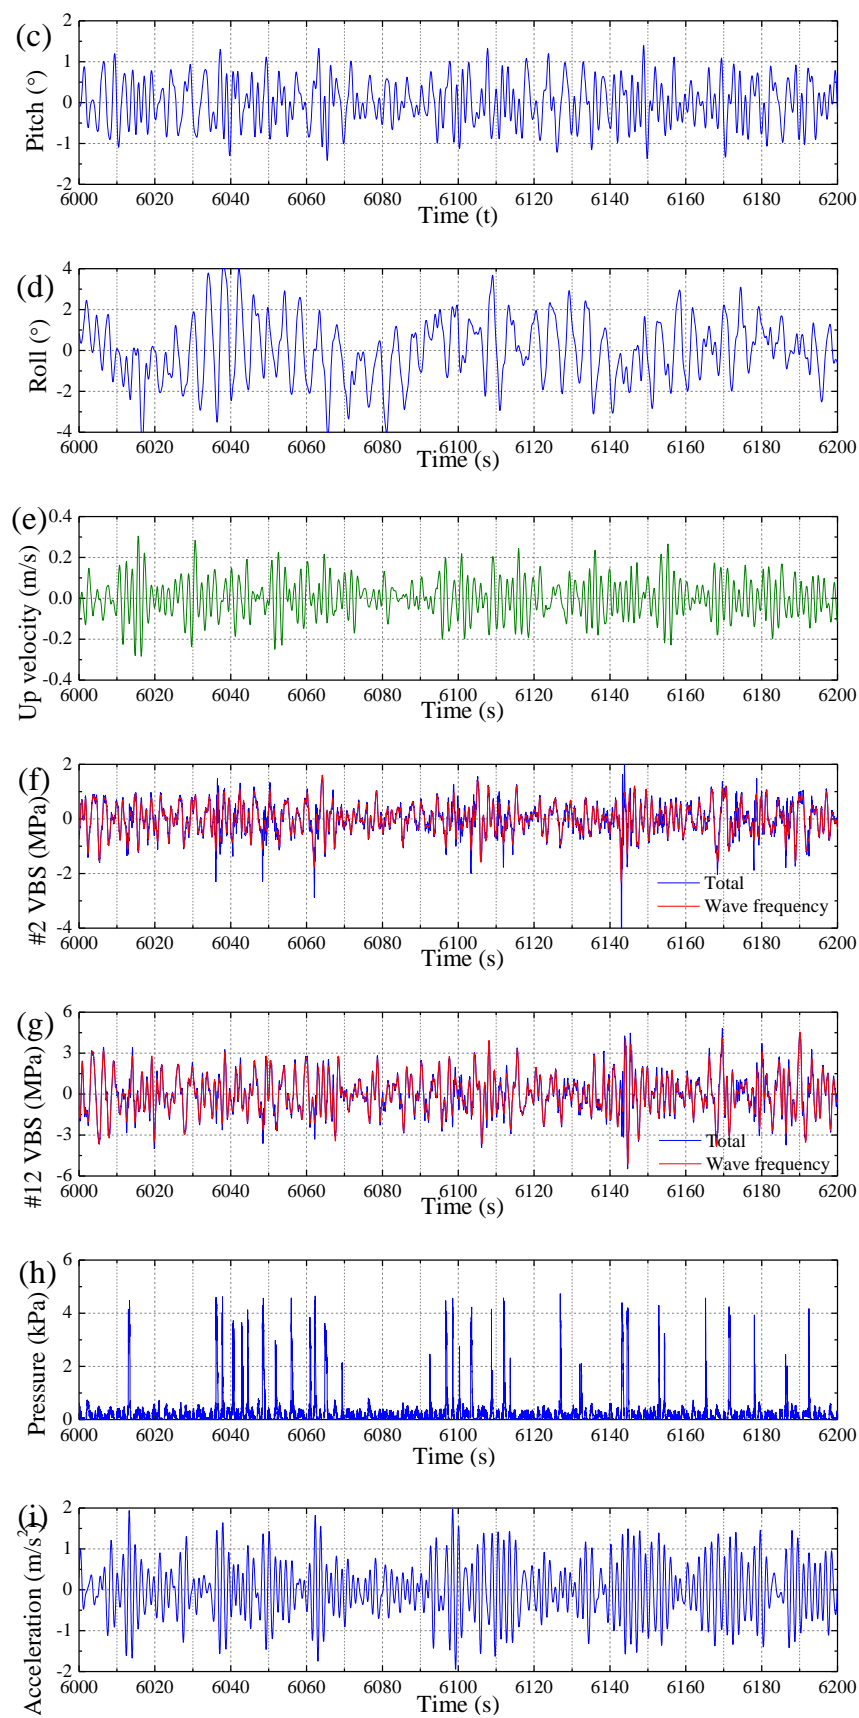 (c)
Pitch (°)
2
1
0
-1
-2
6000 6020 6040 6060 6080 6100 6120 6140 6160 6180 6200
Time (t)
(d)
Roll (°)
4
2
0
-2
-4
6000 6020 6040 6060 6080 6100 6120 6140 6160 6180 6200
Time (s)
(e)
Up velocity (m/s)
0.4
0.2
0.0
-0.2
-0.4
6000 6020 6040 6060 6080 6100 6120 6140 6160 6180 6200
Time (s)
(f)
#2 VBS (MPa)
2
0
-2
-4
Total
Wave frequency
6000 6020 6040 6060 6080 6100 6120 6140 6160 6180 6200
Time (s)
(g)
#12 VBS (MPa)
6
3
0
-3
-6
Total
Wave frequency
6000 6020 6040 6060 6080 6100 6120 6140 6160 6180 6200
Time (s)
(h)
Pressure (kPa)
6
4
2
0
6000 6020 6040 6060 6080 6100 6120 6140 6160 6180 6200
Time (s)
(i)
Acceleration (m/s²)
2
1
0
-1
-2
6000 6020 6040 6060 6080 6100 6120 6140 6160 6180 6200
Time (s)